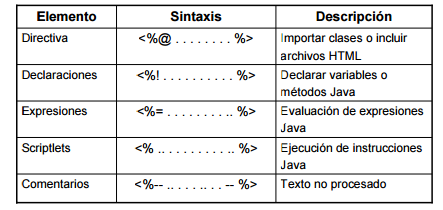 Elemento Sintaxis Descripción
Directiva <%@ . . . . . . . . %> Importar clases o incluir
archivos HTML
Declaraciones <%! . . . . . . . . . . %> Declarar variables o
métodos Java
Expresiones <%= . . . . . . . .. %> Evaluación de expresiones
Java
Scriptlets <% .. . . . . . . . .. %> Ejecución de instrucciones
Java
Comentarios <%-- .. . . . .. . . -- %> Texto no procesado